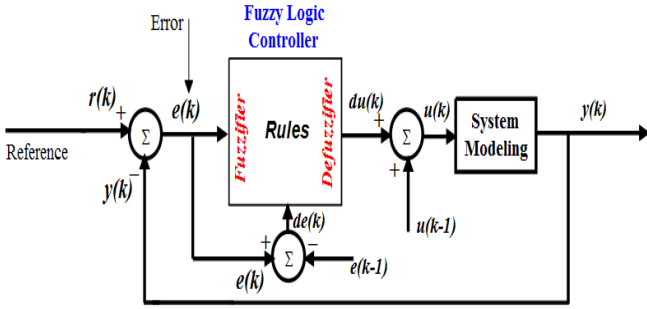 Fuzzy Logic
Controller
Error
r(k)
+
Σ
e(k)
Reference
y(k)
−
Fuzzifier
Rules
Defuzzifier
du(k)
+
Σ
+
u(k)
System
Modeling
y(k)
u(k-1)
de(k)
+
Σ
−
e(k)
e(k-1)